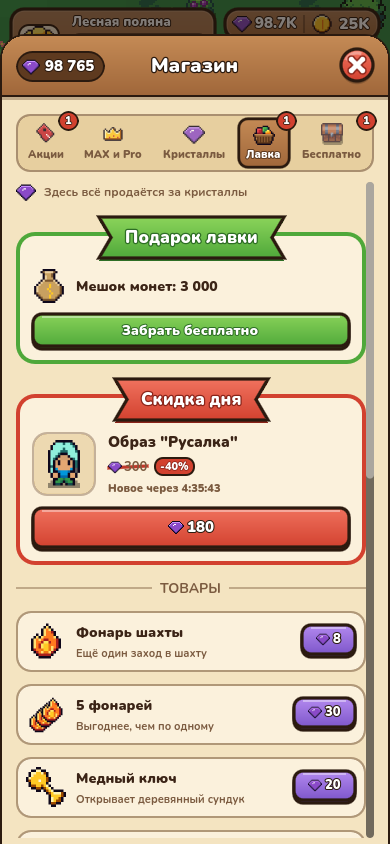 Лесная поляна
98.7K
25K
98 765
Магазин
1
1
1
Акции
MAX и Pro
Кристаллы
Лавка
Бесплатно
Здесь всё продаётся за кристаллы
Подарок лавки
Мешок монет: 3 000
Забрать бесплатно
Скидка дня
Образ "Русалка"
300
-40%
Новое через 4:35:43
180
ТОВАРЫ
Фонарь шахты
Ещё один заход в шахту
8
5 фонарей
Выгоднее, чем по одному
30
Медный ключ
Открывает деревянный сундук
20